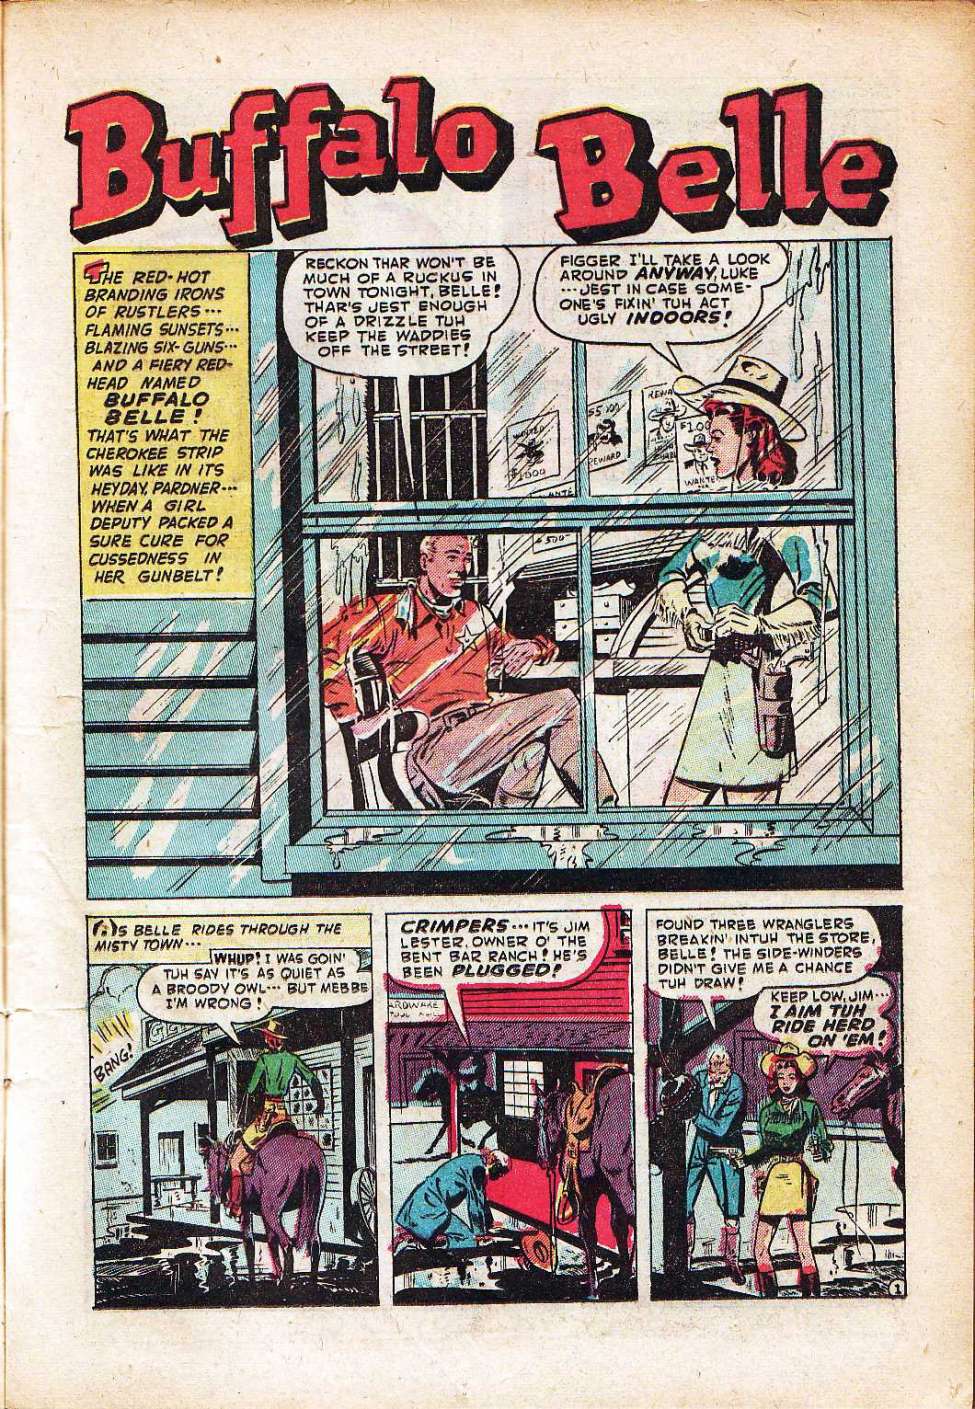 Buffalo Belle
THE RED-HOT
BRANDING IRONS
OF RUSTLERS...
FLAMING SUNSETS...
BLAZING SIX-GUNS...
AND A FIERY RED-
HEAD NAMED
BUFFALO
BELLE!
THAT'S WHAT THE
CHEROKEE STRIP
WAS LIKE IN ITS
HEYDAY, PARDNER...
WHEN A GIRL
DEPUTY PACKED A
SURE CURE FOR
CUSSEDNESS IN
HER GUNBELT!
RECKON THAR WON'T BE
MUCH OF A RUCKUS IN
TOWN TONIGHT, BELLE!
THAR'S JEST ENOUGH
OF A DRIZZLE TUH
KEEP THE WADDIES
OFF THE STREET!
FIGGER I'LL TAKE A LOOK
AROUND ANYWAY, LUKE
...JEST IN CASE SOME-
ONE'S FIXIN' TUH ACT
UGLY INDOORS!
$1000
$5000
REWARD
REWA
$100
WANTE
500
AS BELLE RIDES THROUGH THE
MISTY TOWN...
WHUP! I WAS GOIN'
TUH SAY IT'S AS QUIET AS
A BROODY OWL... BUT MEBBE
I'M WRONG!
BANG!
CRIMPERS... IT'S JIM
LESTER, OWNER O' THE
BENT BAR RANCH! HE'S
BEEN PLUGGED!
ARDWARE
FOUND THREE WRANGLERS
BREAKIN' INTUH THE STORE,
BELLE! THE SIDE-WINDERS
DIDN'T GIVE ME A CHANCE
TUH DRAW!
KEEP LOW, JIM...
I AIM TUH
RIDE HERD
ON 'EM!
1